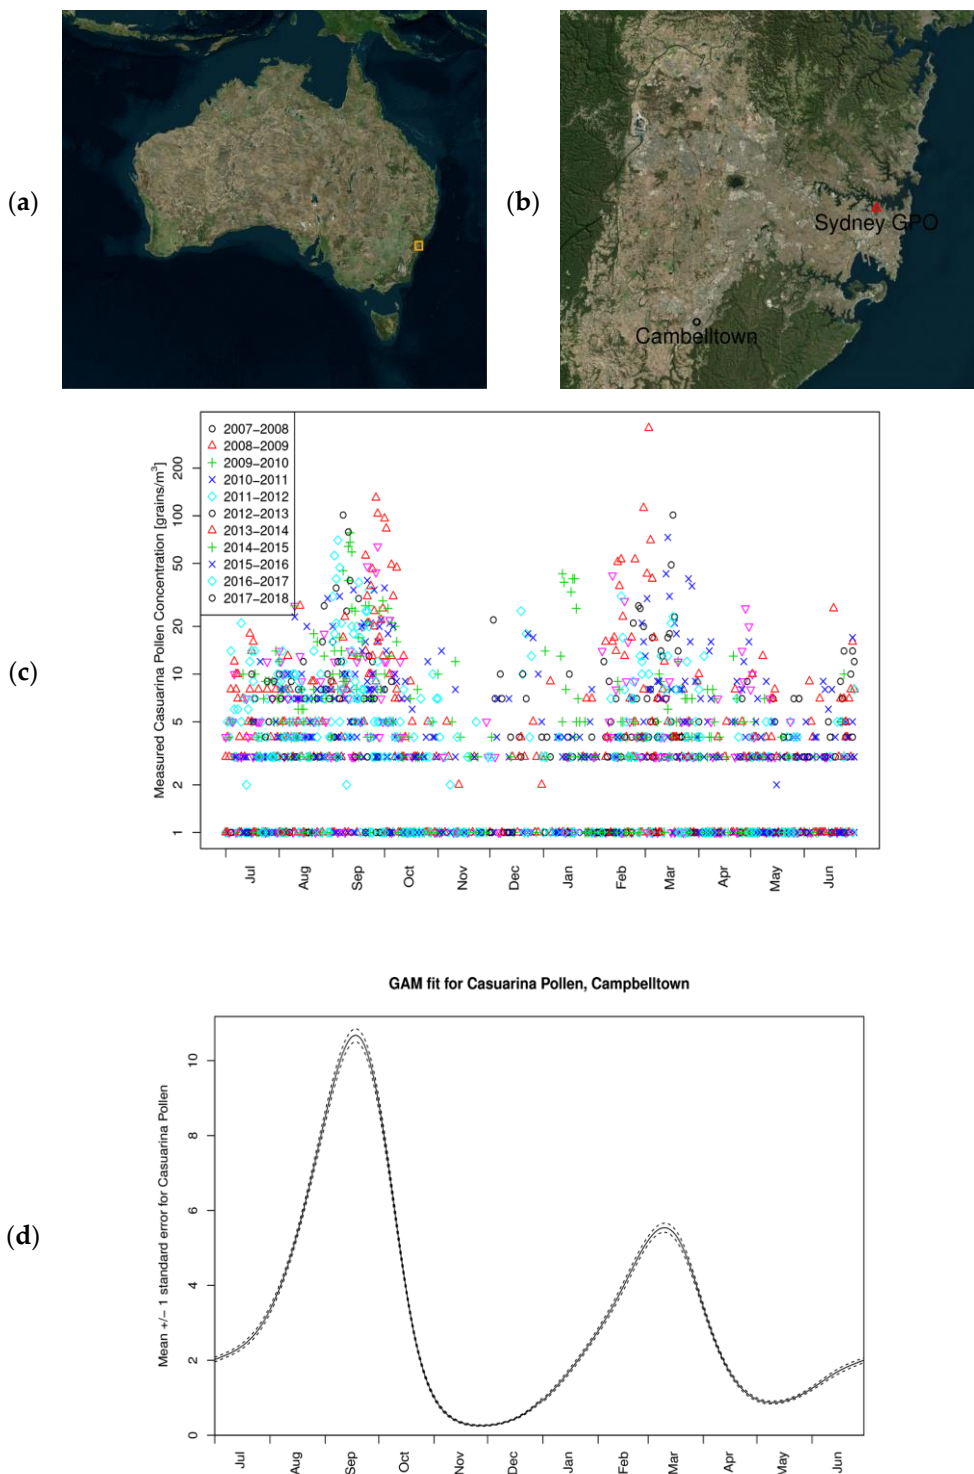 (a)
(b)
Sydney GPO
Cambelltown
(c)
Measured Casuarina Pollen Concentration [grains/m³]
200
100
50
20
10
5
2
1
2007−2008
2008−2009
2009−2010
2010−2011
2011−2012
2012−2013
2013−2014
2014−2015
2015−2016
2016−2017
2017−2018
Jul Aug Sep Oct Nov Dec Jan Feb Mar Apr May Jun
GAM fit for Casuarina Pollen, Campbelltown
(d)
Mean +/− 1 standard error for Casuarina Pollen
10
8
6
4
2
0
Jul Aug Sep Oct Nov Dec Jan Feb Mar Apr May Jun